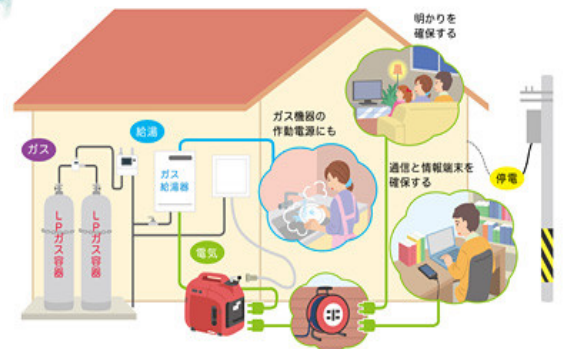 明かりを
確保する
ガス機器の
作動電源にも
給湯
ガス
ガス
給湯器
通信と情報端末を
確保する
停電
LPガス容器
LPガス容器
電気